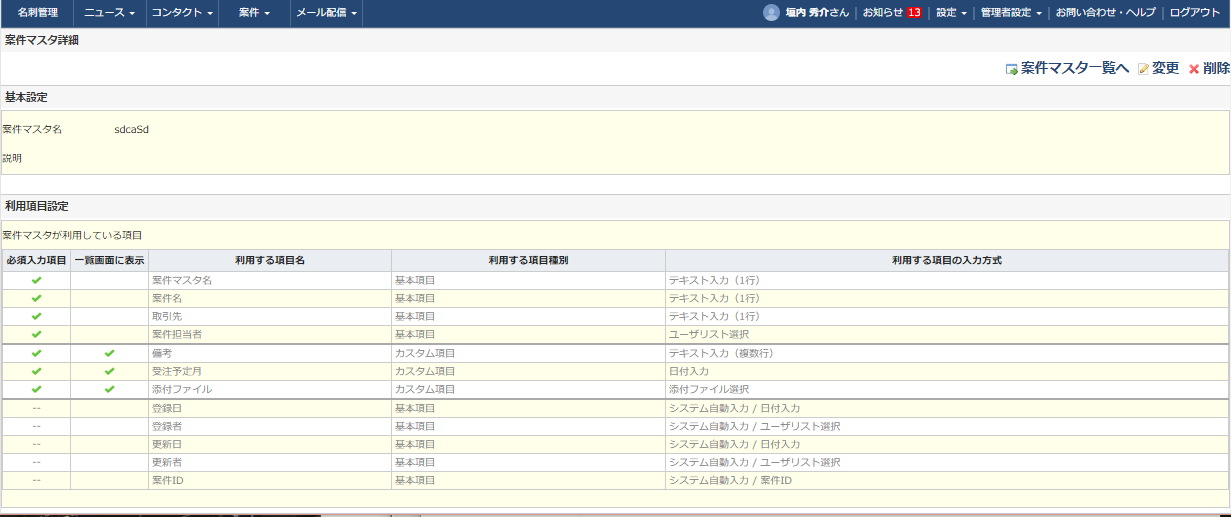 名刺管理 ニュース コンタクト 案件 メール配信 垣内 秀介さん お知らせ 13 設定 管理者設定 お問い合わせ・ヘルプ ログアウト
案件マスタ詳細
案件マスタ一覧へ 変更 削除
基本設定
案件マスタ名 sdcaSd
説明
利用項目設定
案件マスタが利用している項目
必須入力項目 一覧画面に表示 利用する項目名 利用する項目種別 利用する項目の入力方式
案件マスタ名 基本項目 テキスト入力（1行）
案件名 基本項目 テキスト入力（1行）
取引先 基本項目 テキスト入力（1行）
案件担当者 基本項目 ユーザリスト選択
備考 カスタム項目 テキスト入力（複数行）
受注予定月 カスタム項目 日付入力
添付ファイル カスタム項目 添付ファイル選択
-- 登録日 基本項目 システム自動入力 / 日付入力
-- 登録者 基本項目 システム自動入力 / ユーザリスト選択
-- 更新日 基本項目 システム自動入力 / 日付入力
-- 更新者 基本項目 システム自動入力 / ユーザリスト選択
-- 案件ID 基本項目 システム自動入力 / 案件ID